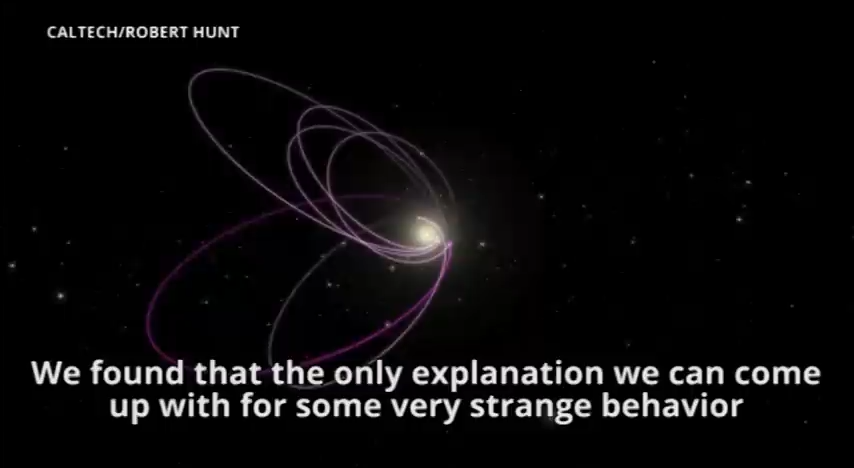 CALTECH/ROBERT HUNT
We found that the only explanation we can come
up with for some very strange behavior